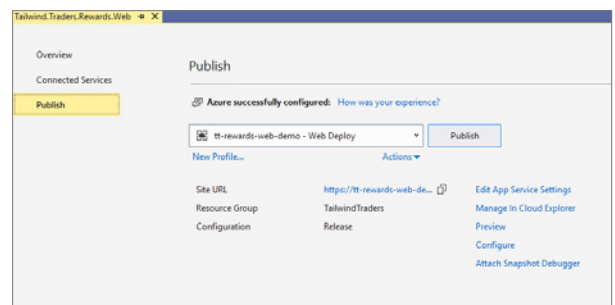 Tailwind.Traders.Rewards.Web
Overview
Connected Services
Publish
Publish
Azure successfully configured: How was your experience?
tt-rewards-web-demo - Web Deploy
Publish
New Profile...
Actions
Site URL
https://tt-rewards-web-de...
Edit App Service Settings
Resource Group
TailwindTraders
Manage In Cloud Explorer
Configuration
Release
Preview
Configure
Attach Snapshot Debugger